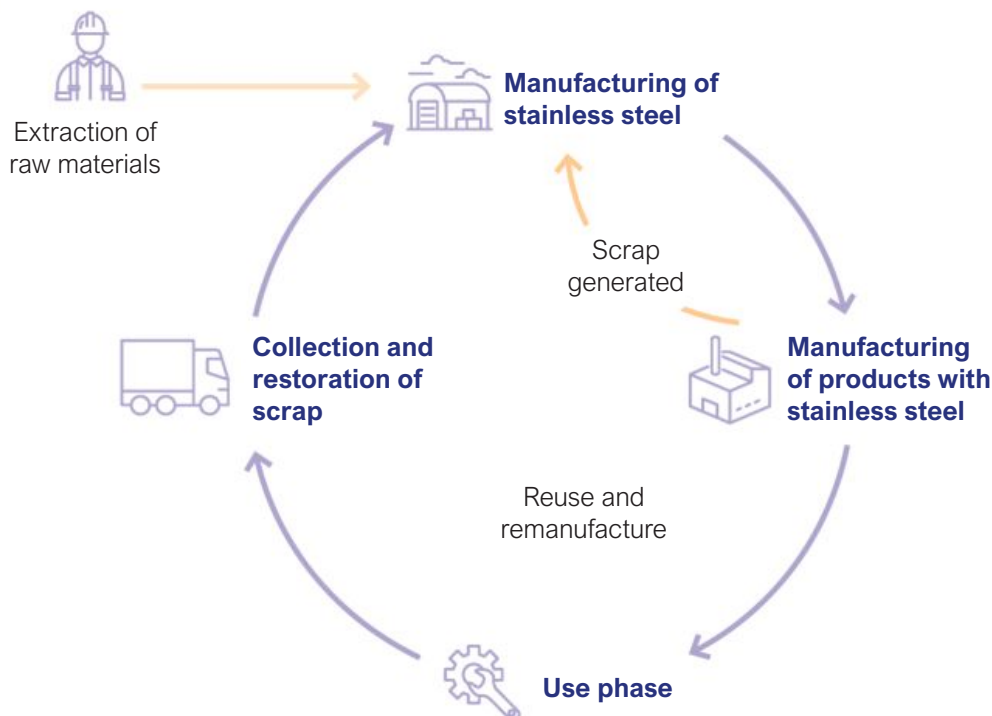 Manufacturing of
stainless steel
Extraction of
raw materials
Scrap
generated
Collection and
restoration of
scrap
Manufacturing
of products with
stainless steel
Reuse and
remanufacture
Use phase